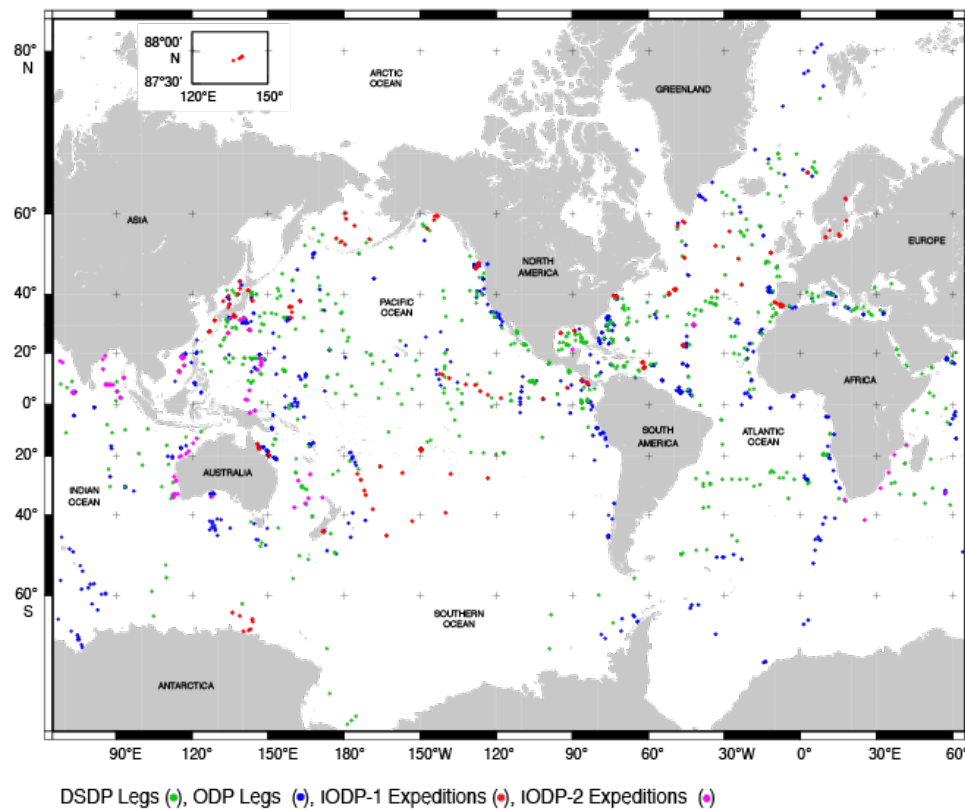 80°
N
88°00'
N
87°30'
120°E 150°
ARCTIC
OCEAN
GREENLAND
60°
ASIA
EUROPE
NORTH
AMERICA
40°
PACIFIC
OCEAN
20°
AFRICA
0°
SOUTH
AMERICA
ATLANTIC
OCEAN
20°
AUSTRALIA
INDIAN
OCEAN
40°
60°
S
SOUTHERN
OCEAN
ANTARCTICA
90°E 120° 150° 180° 150°W 120° 90° 60° 30°W 0° 30°E 60°
DSDP Legs (•), ODP Legs (•), IODP-1 Expeditions (•), IODP-2 Expeditions (•)